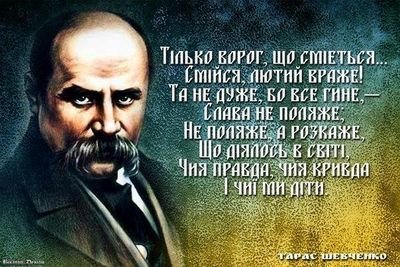 Тілько ворог, що сміється...
Смійся, лютий враже!
Та не дуже, бо все гине,—
Слава не поляже;
Не поляже, а розкаже,
Що діялось в світі,
Чия правда, чия кривда
І чиї ми діти.
Тарас Шевченко